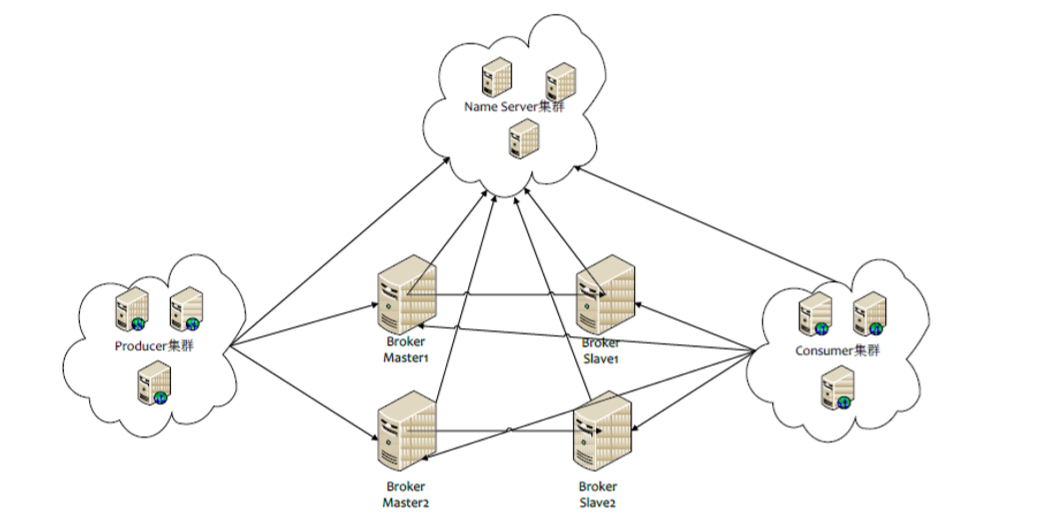 Name Server集群
Producer集群
Broker
Master1
Broker
Slave1
Consumer集群
Broker
Master2
Broker
Slave2